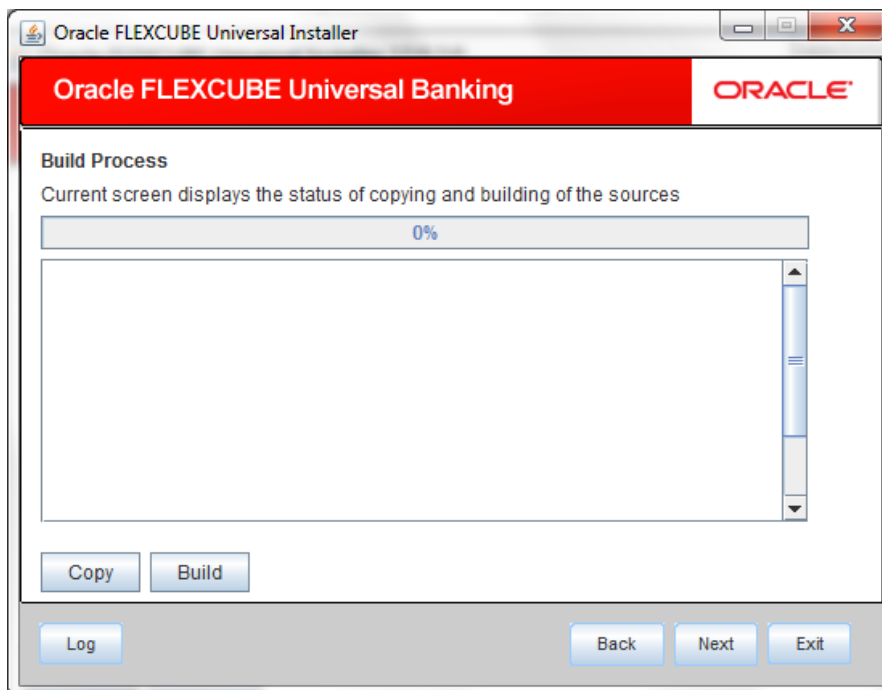 Oracle FLEXCUBE Universal Installer
Oracle FLEXCUBE Universal Banking
ORACLE
Build Process
Current screen displays the status of copying and building of the sources
0%
Copy
Build
Log
Back
Next
Exit